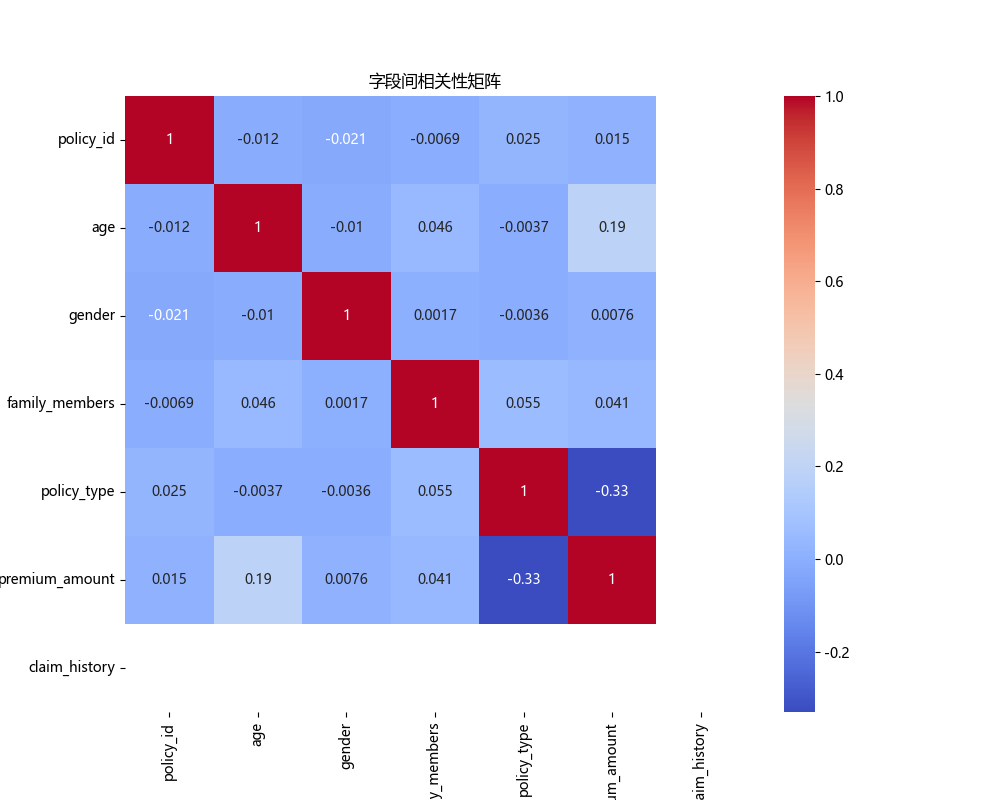 字段间相关性矩阵
policy_id 1 -0.012 -0.021 -0.0069 0.025 0.015
age -0.012 1 -0.01 0.046 -0.0037 0.19
gender -0.021 -0.01 1 0.0017 -0.0036 0.0076
family_members -0.0069 0.046 0.0017 1 0.055 0.041
policy_type 0.025 -0.0037 -0.0036 0.055 1 -0.33
premium_amount 0.015 0.19 0.0076 0.041 -0.33 1
claim_history
policy_id
age
gender
y_members
policy_type
um_amount
aim_history
1.0
0.8
0.6
0.4
0.2
0.0
-0.2